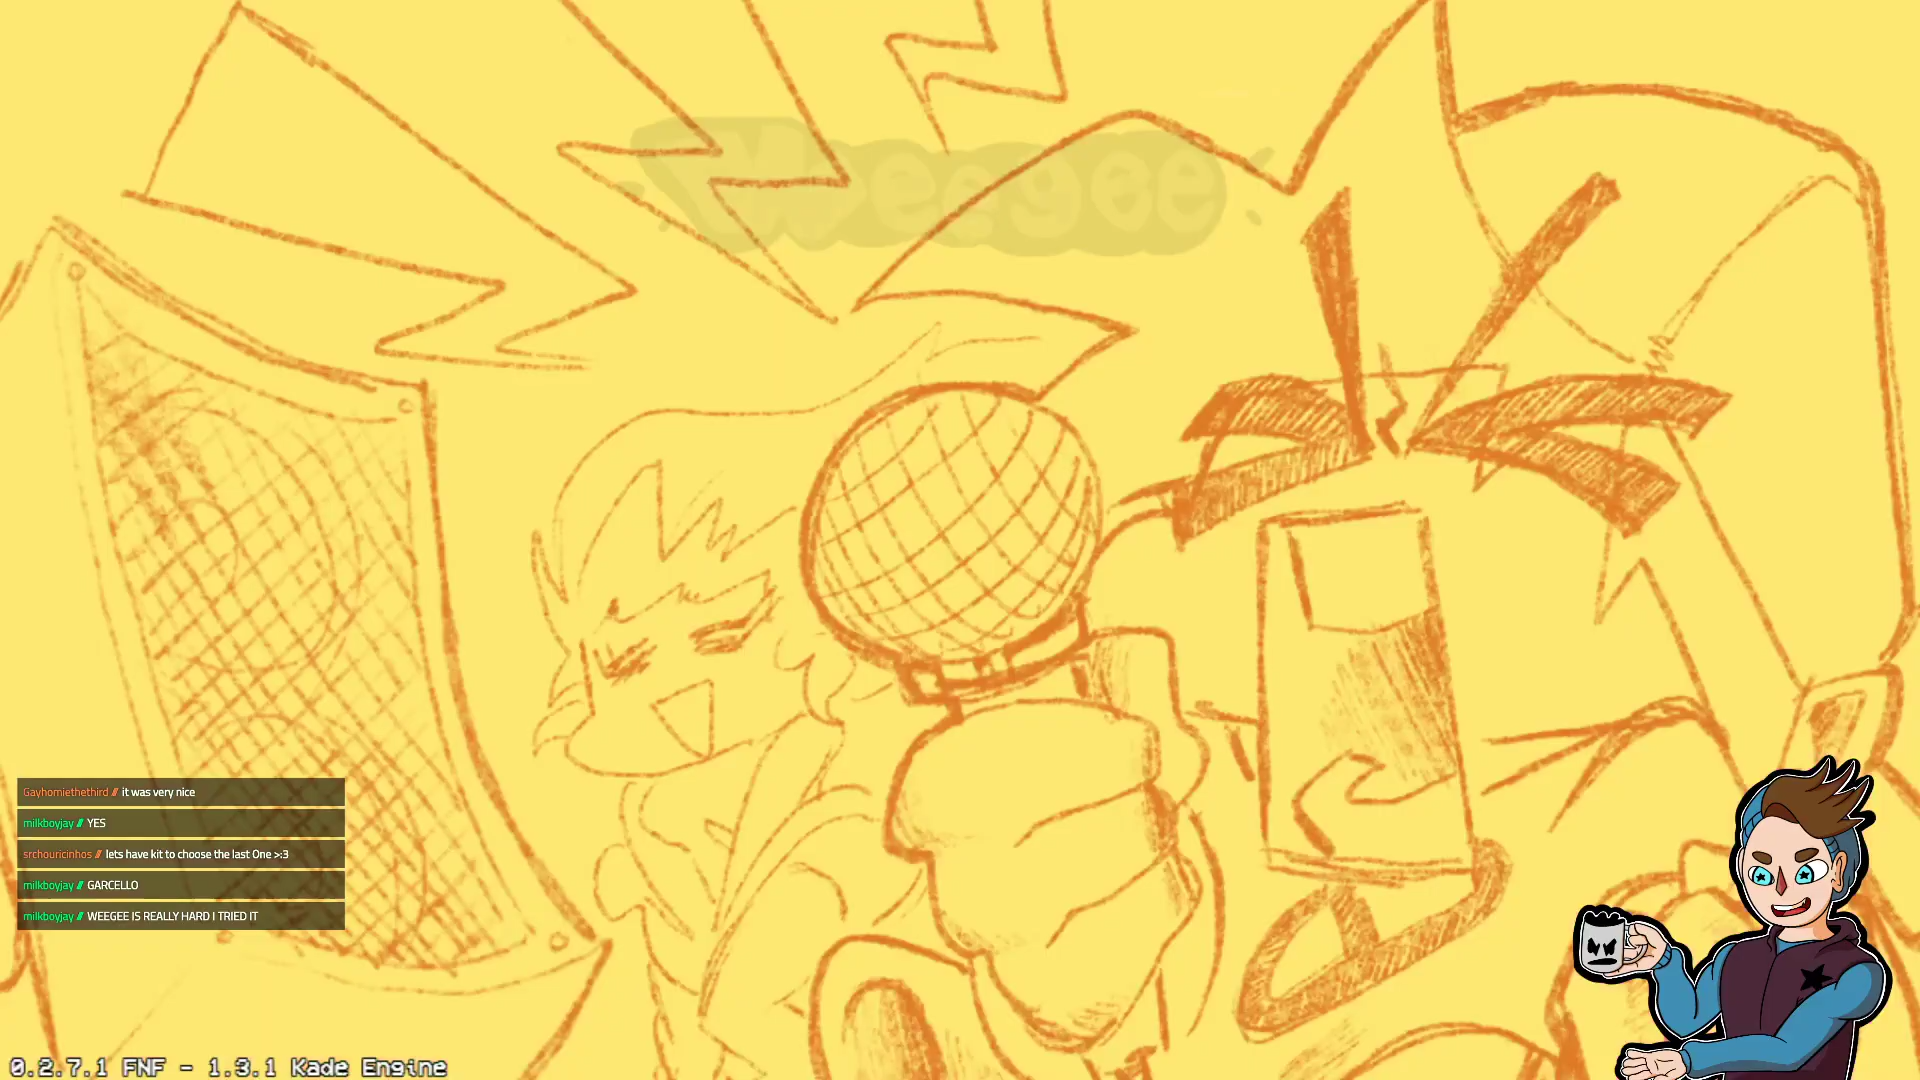 Weegee
Gayhomiethethird // it was very nice
milkboyjay // YES
srchouricinhos // lets have kit to choose the last One >:3
milkboyjay // GARCELLO
milkboyjay // WEEGEE IS REALLY HARD I TRIED IT
0.2.7.1 FNF - 1.3.1 Kade Engine